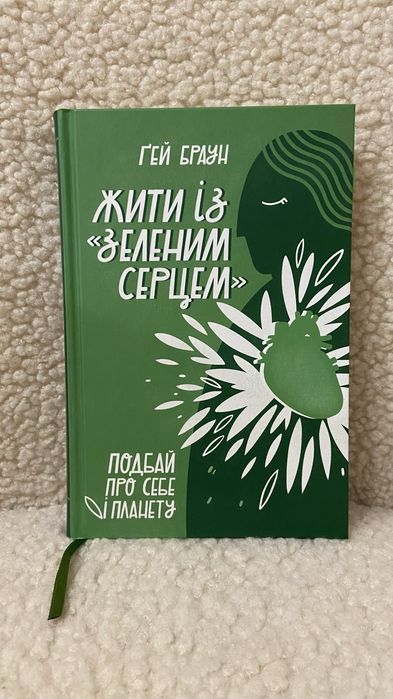 ҐЕЙ БРАУН
ЖИТИ ІЗ
«ЗЕЛЕНИМ
СЕРЦЕМ»
ПОДБАЙ
ПРО СЕБЕ
І ПЛАНЕТУ